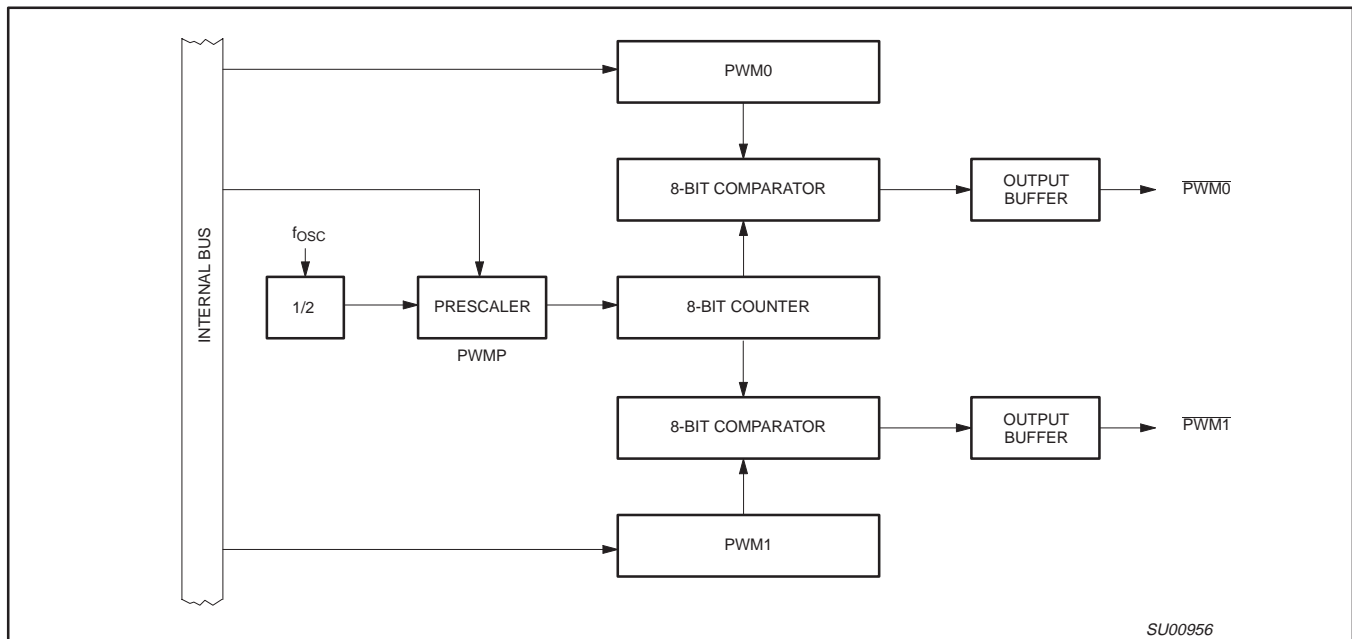 PWM0
8-BIT COMPARATOR
OUTPUT
BUFFER
PWM0
INTERNAL BUS
fOSC
1/2
PRESCALER
8-BIT COUNTER
PWMP
8-BIT COMPARATOR
OUTPUT
BUFFER
PWM1
PWM1
SU00956